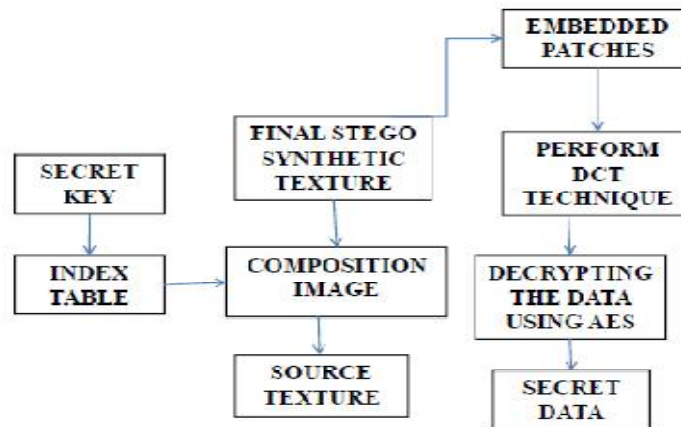 EMBEDDED
PATCHES
FINAL STEGO
SYNTHETIC
TEXTURE
PERFORM
DCT
TECHNIQUE
SECRET
KEY
INDEX
TABLE
COMPOSITION
IMAGE
DECRYPTING
THE DATA
USING AES
SOURCE
TEXTURE
SECRET
DATA